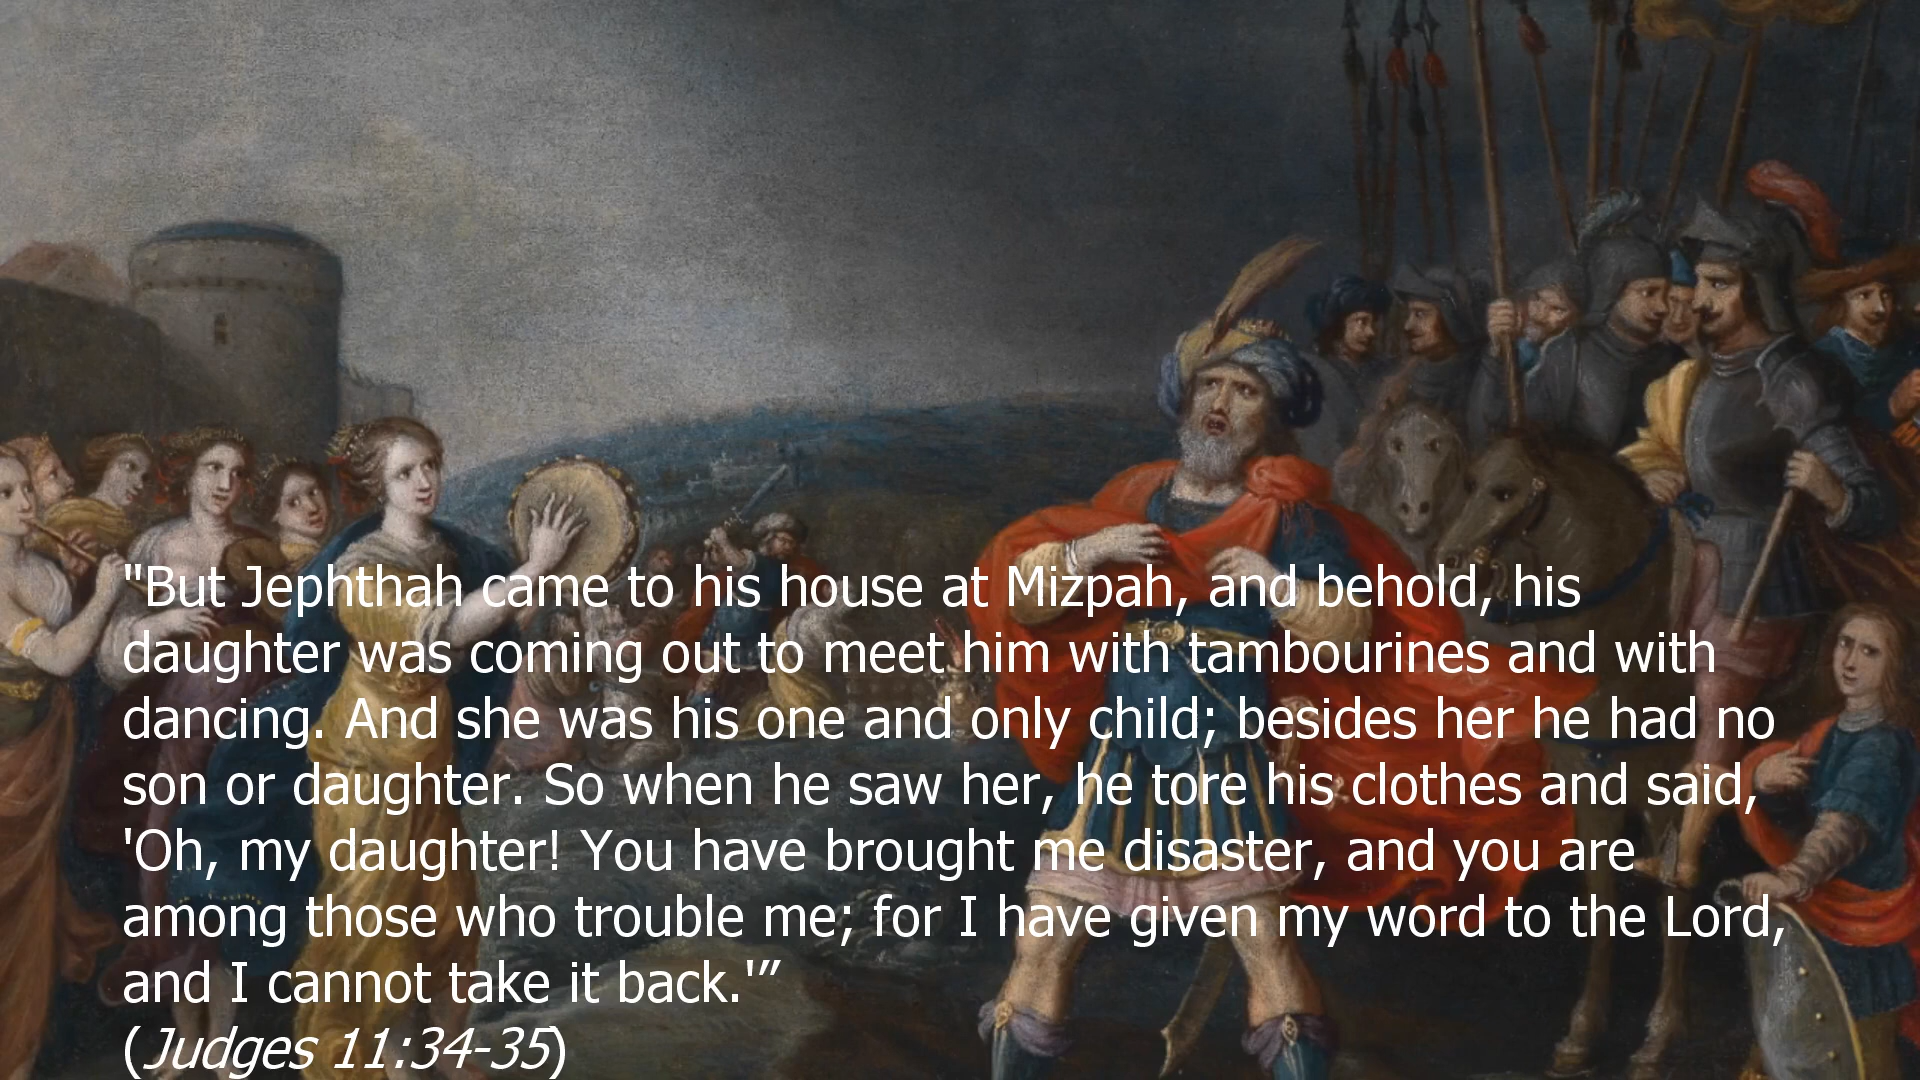 "But Jephthah came to his house at Mizpah, and behold, his
daughter was coming out to meet him with tambourines and with
dancing. And she was his one and only child; besides her he had no
son or daughter. So when he saw her, he tore his clothes and said,
'Oh, my daughter! You have brought me disaster, and you are
among those who trouble me; for I have given my word to the Lord,
and I cannot take it back.'”
(Judges 11:34-35)